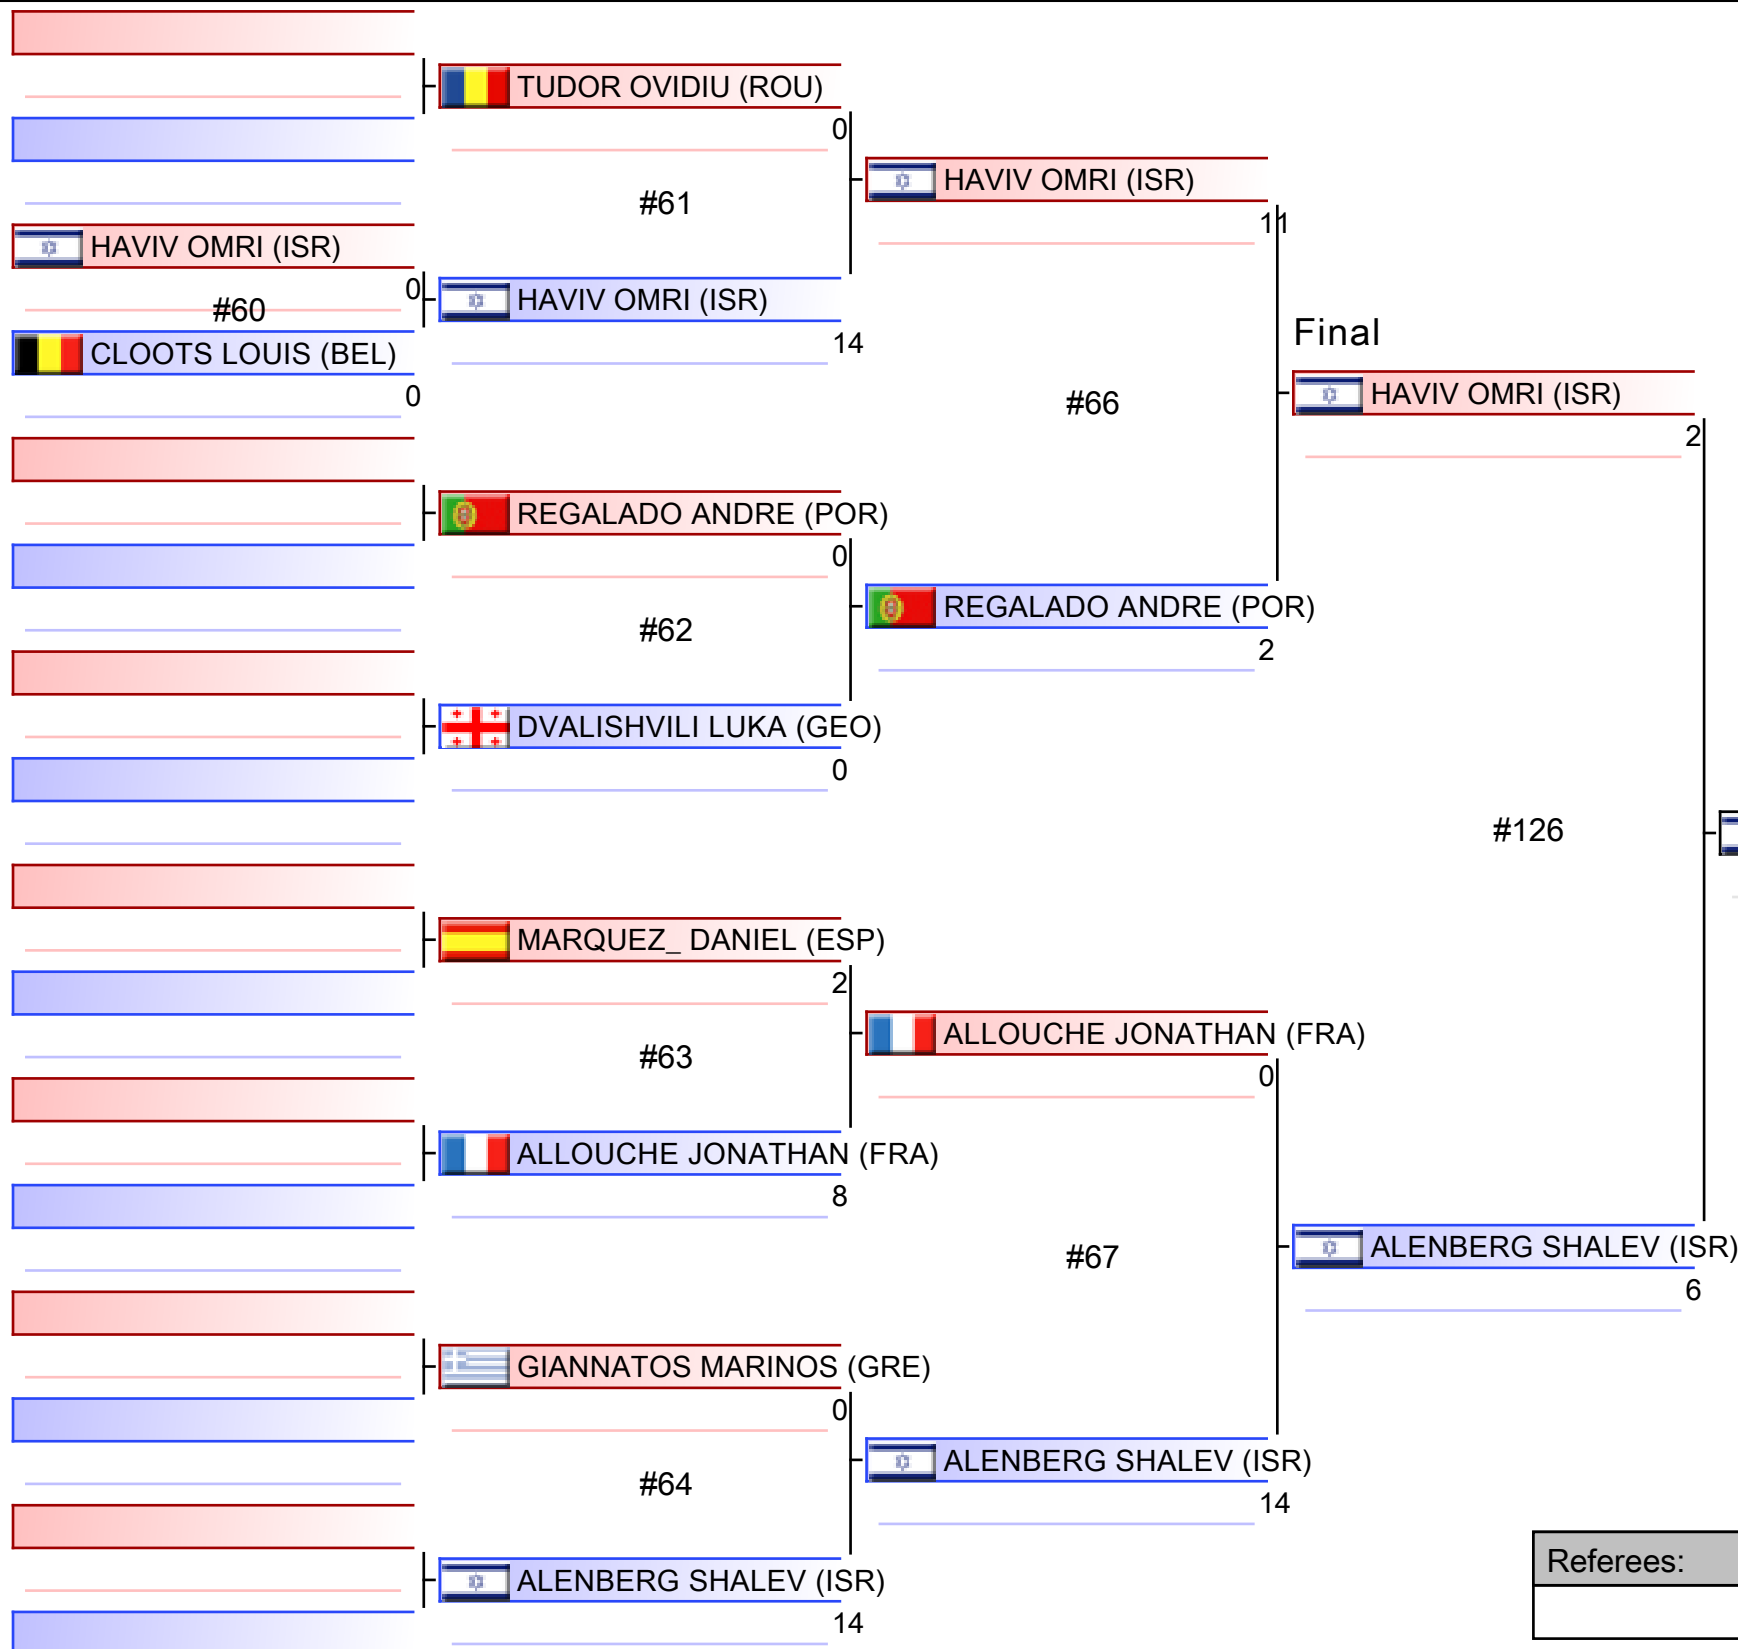 TUDOR OVIDIU (ROU)
0
#61
HAVIV OMRI (ISR)
11
HAVIV OMRI (ISR)
0
#60
HAVIV OMRI (ISR)
14
CLOOTS LOUIS (BEL)
0
Final
HAVIV OMRI (ISR)
2
#66
REGALADO ANDRE (POR)
0
#62
REGALADO ANDRE (POR)
2
DVALISHVILI LUKA (GEO)
0
#126
MARQUEZ_ DANIEL (ESP)
2
#63
ALLOUCHE JONATHAN (FRA)
0
ALLOUCHE JONATHAN (FRA)
8
#67
ALENBERG SHALEV (ISR)
6
GIANNATOS MARINOS (GRE)
0
#64
ALENBERG SHALEV (ISR)
14
ALENBERG SHALEV (ISR)
14
Referees: